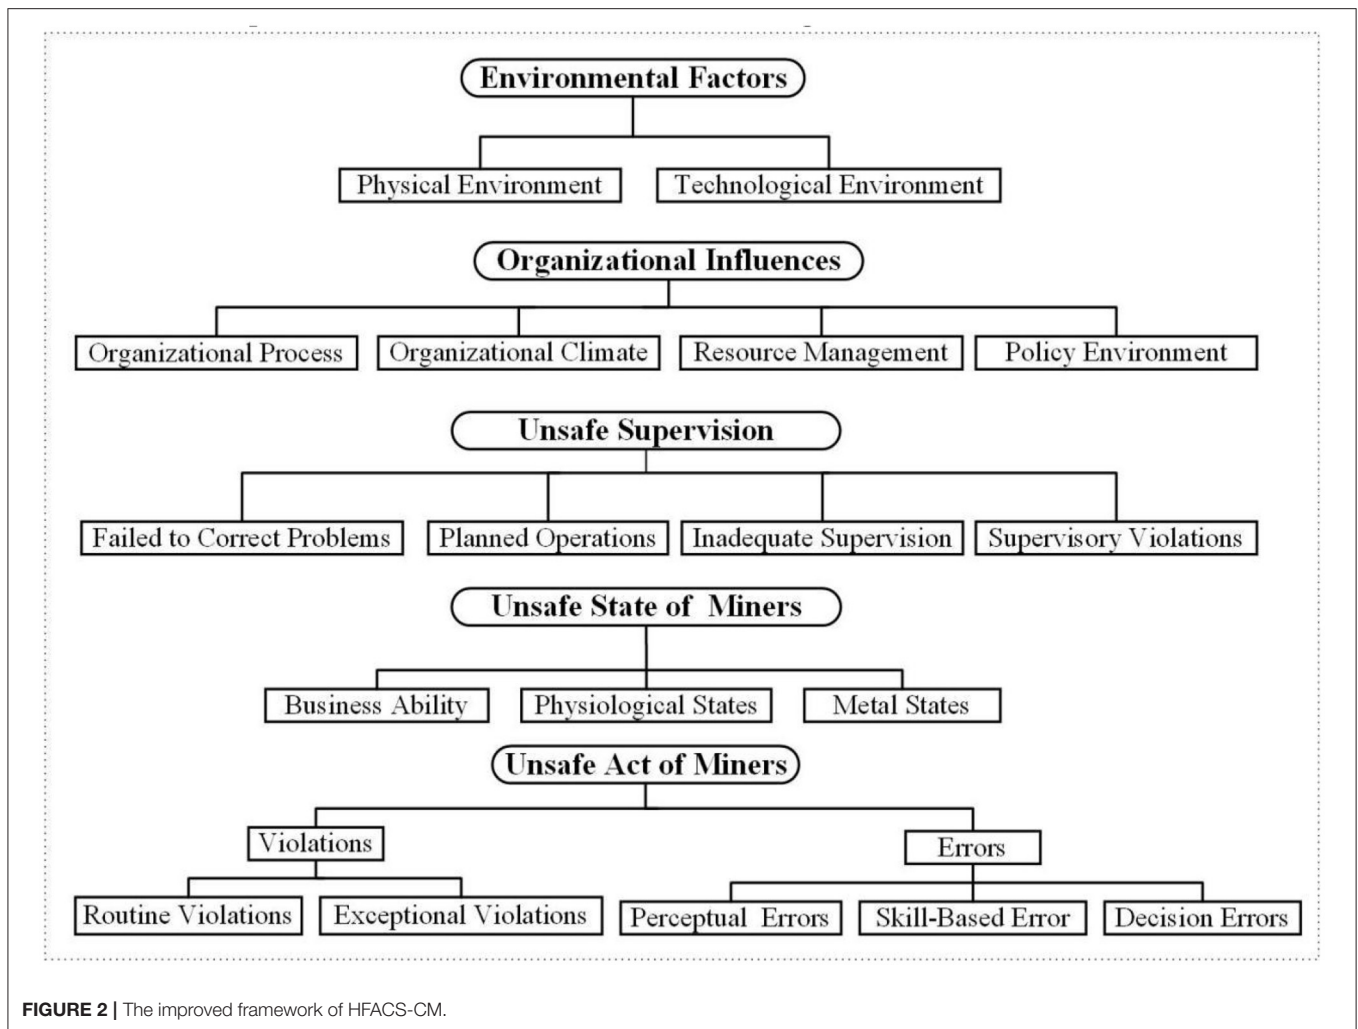 Environmental Factors
Physical Environment
Technological Environment
Organizational Influences
Organizational Process
Organizational Climate
Resource Management
Policy Environment
Unsafe Supervision
Failed to Correct Problems
Planned Operations
Inadequate Supervision
Supervisory Violations
Unsafe State of Miners
Business Ability
Physiological States
Metal States
Unsafe Act of Miners
Violations
Errors
Routine Violations
Exceptional Violations
Perceptual Errors
Skill-Based Error
Decision Errors
FIGURE 2 | The improved framework of HFACS-CM.